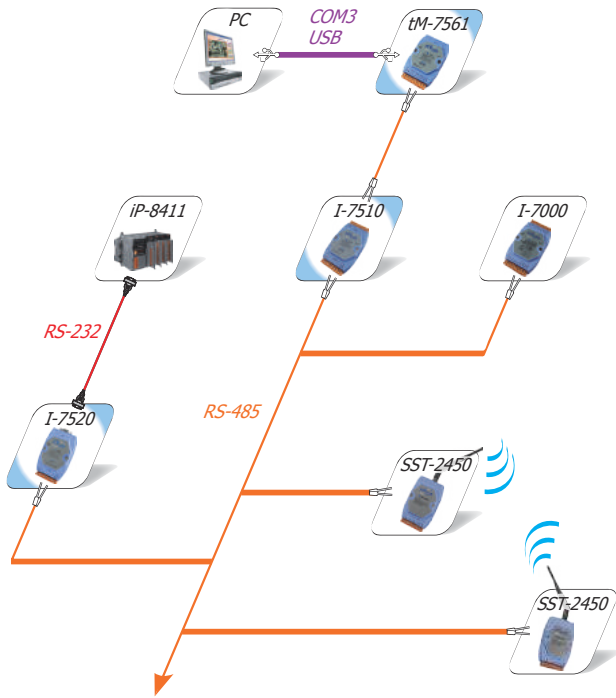 PC
COM3
USB
tM-7561
iP-8411
I-7510
I-7000
RS-232
RS-485
I-7520
SST-2450
SST-2450